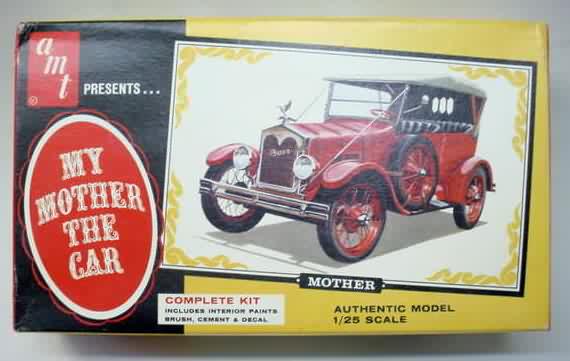 amt
®
PRESENTS...
MY
MOTHER
THE
CAR
Porter
MOTHER
COMPLETE KIT
INCLUDES INTERIOR PAINTS
BRUSH, CEMENT & DECAL
AUTHENTIC MODEL
1/25 SCALE